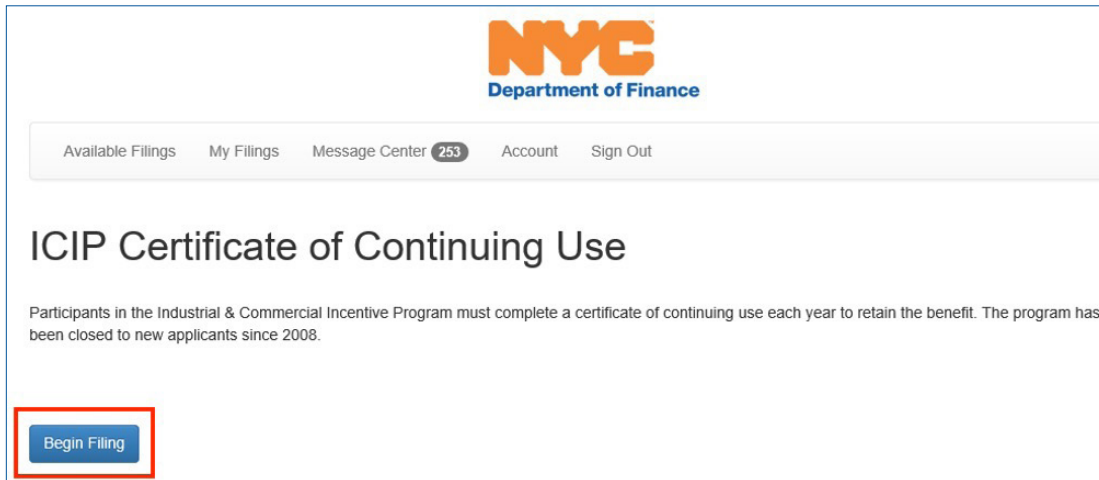 NYC
Department of Finance
Available Filings My Filings Message Center 253 Account Sign Out
ICIP Certificate of Continuing Use
Participants in the Industrial & Commercial Incentive Program must complete a certificate of continuing use each year to retain the benefit. The program has
been closed to new applicants since 2008.
Begin Filing